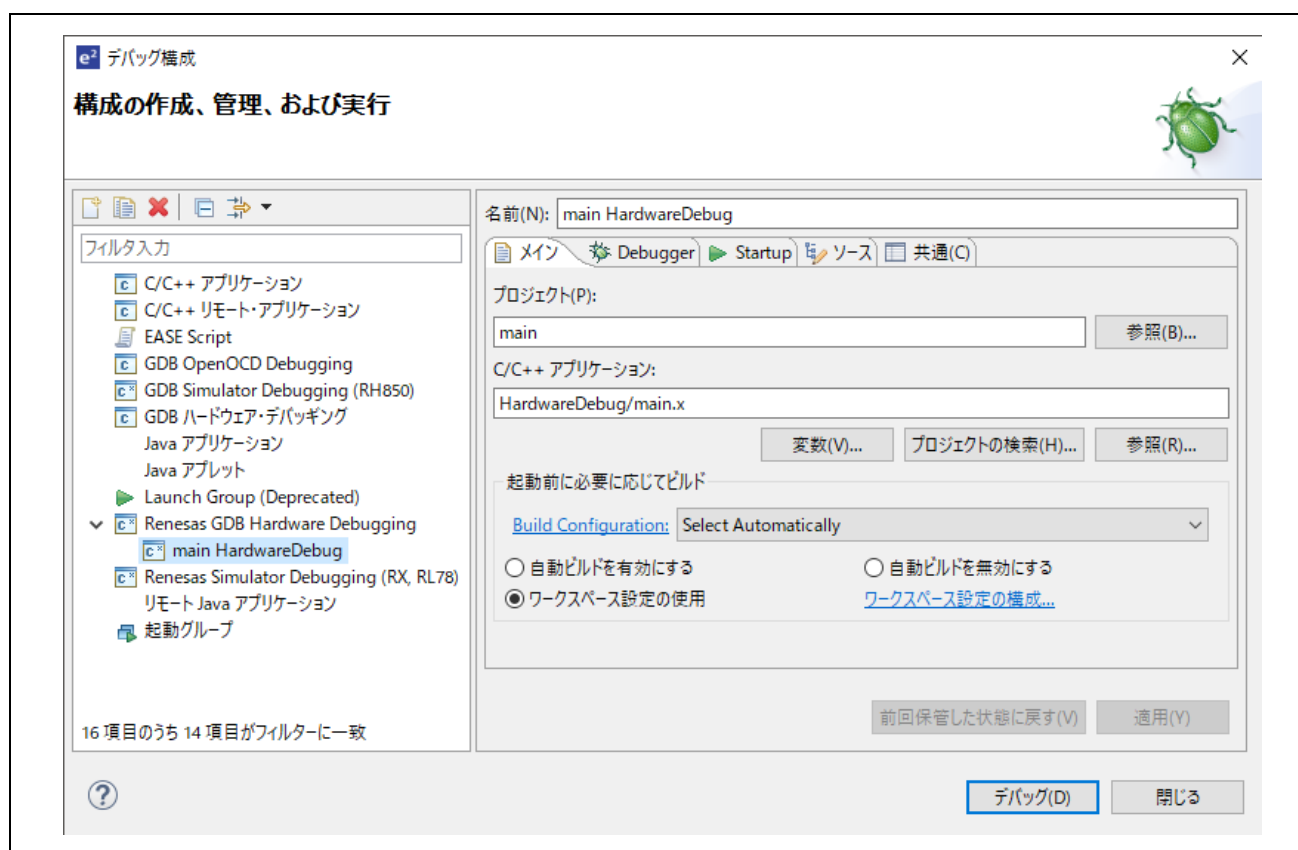 e² デバッグ構成
構成の作成、管理、および実行
フィルタ入力
C/C++ アプリケーション
C/C++ リモート・アプリケーション
EASE Script
GDB OpenOCD Debugging
GDB Simulator Debugging (RH850)
GDB ハードウェア・デバッギング
Java アプリケーション
Java アプレット
Launch Group (Deprecated)
Renesas GDB Hardware Debugging
main HardwareDebug
Renesas Simulator Debugging (RX, RL78)
リモート Java アプリケーション
起動グループ
16 項目のうち 14 項目がフィルターに一致
名前(N): main HardwareDebug
メイン Debugger Startup ソース 共通(C)
プロジェクト(P):
main 参照(B)...
C/C++ アプリケーション:
HardwareDebug/main.x
変数(V)... プロジェクトの検索(H)... 参照(R)...
起動前に必要に応じてビルド
Build Configuration: Select Automatically
自動ビルドを有効にする 自動ビルドを無効にする
ワークスペース設定の使用 ワークスペース設定の構成...
前回保管した状態に戻す(V) 適用(Y)
デバッグ(D) 閉じる